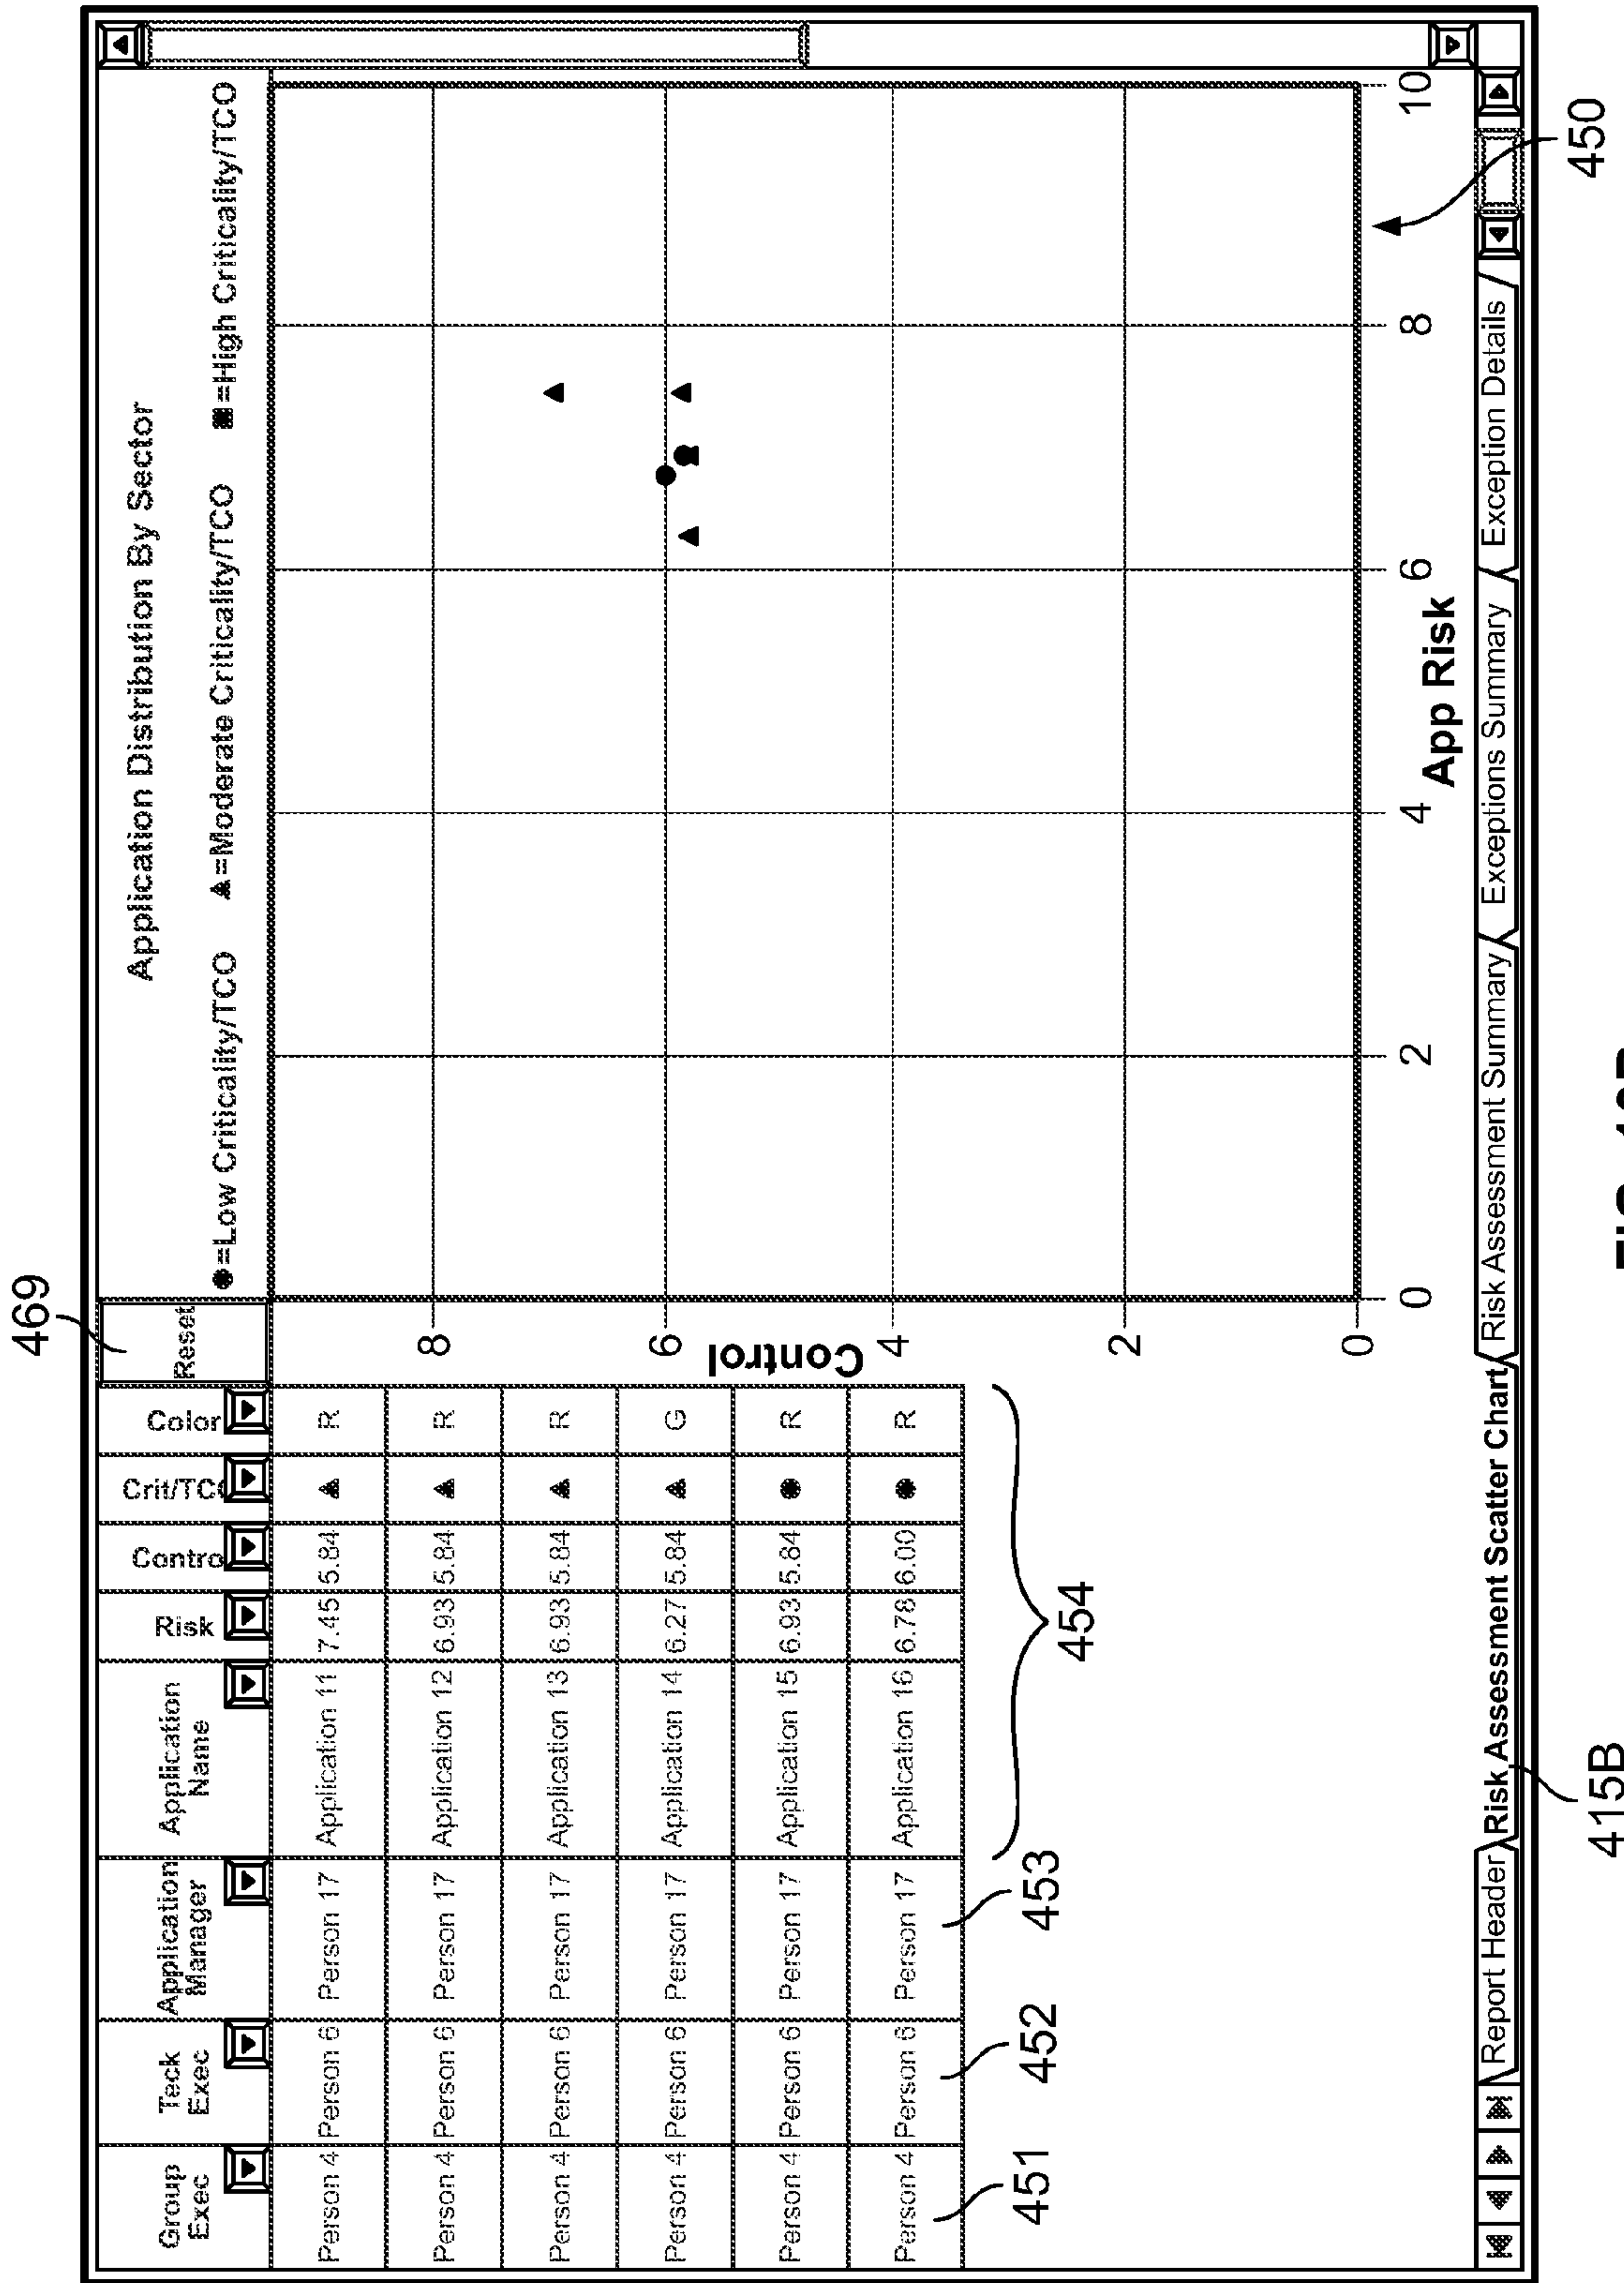 469
Group Exec
Teck Exec
Application Manager
Application Name
Risk
Contro
Crit/TC
Color
Reset
Person 4 Person 6 Person 17 Application 11 7.45 5.84 ▲ R
Person 4 Person 6 Person 17 Application 12 6.93 5.84 ▲ R
Person 4 Person 6 Person 17 Application 13 6.93 5.84 ▲ R
Person 4 Person 6 Person 17 Application 14 6.27 5.84 ▲ G
Person 4 Person 6 Person 17 Application 15 6.93 5.84 ● R
Person 4 Person 6 Person 17 Application 16 6.78 6.00 ● R
451
452
453
454
Application Distribution By Sector
●=Low Criticality/TCO ▲=Moderate Criticality/TCO ■=High Criticality/TCO
Control
8
6
4
2
0
0 2 4 6 8 10
App Risk
450
Report Header Risk Assessment Scatter Chart Risk Assessment Summary Exceptions Summary Exception Details
415B